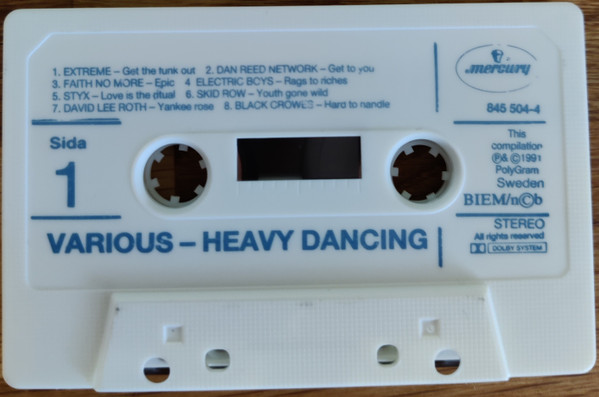 1. EXTREME – Get the funk out 2. DAN REED NETWORK – Get to you
3. FAITH NO MORE – Epic 4 ELECTRIC BOYS – Rags to riches
5. STYX – Love is the ritual 6. SKID ROW – Youth gone wild
7. DAVID LEE ROTH – Yankee rose 8. BLACK CROWES – Hard to handle
mercury
845 504-4
Sida
1
This
compilation
℗& ©1991
PolyGram
Sweden
BIEM/n©b
VARIOUS – HEAVY DANCING
STEREO
All rights reserved
DOLBY SYSTEM